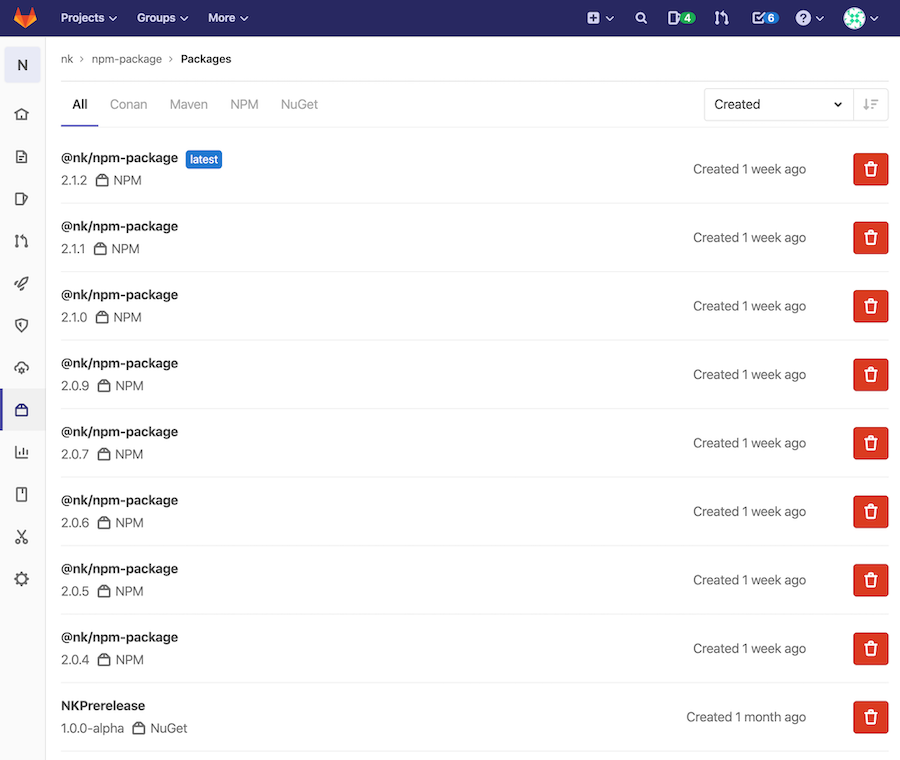 Projects Groups More 4 6
N
nk › npm-package › Packages
All Conan Maven NPM NuGet Created
@nk/npm-package latest
2.1.2 NPM
Created 1 week ago
@nk/npm-package
2.1.1 NPM
Created 1 week ago
@nk/npm-package
2.1.0 NPM
Created 1 week ago
@nk/npm-package
2.0.9 NPM
Created 1 week ago
@nk/npm-package
2.0.7 NPM
Created 1 week ago
@nk/npm-package
2.0.6 NPM
Created 1 week ago
@nk/npm-package
2.0.5 NPM
Created 1 week ago
@nk/npm-package
2.0.4 NPM
Created 1 week ago
NKPrerelease
1.0.0-alpha NuGet
Created 1 month ago